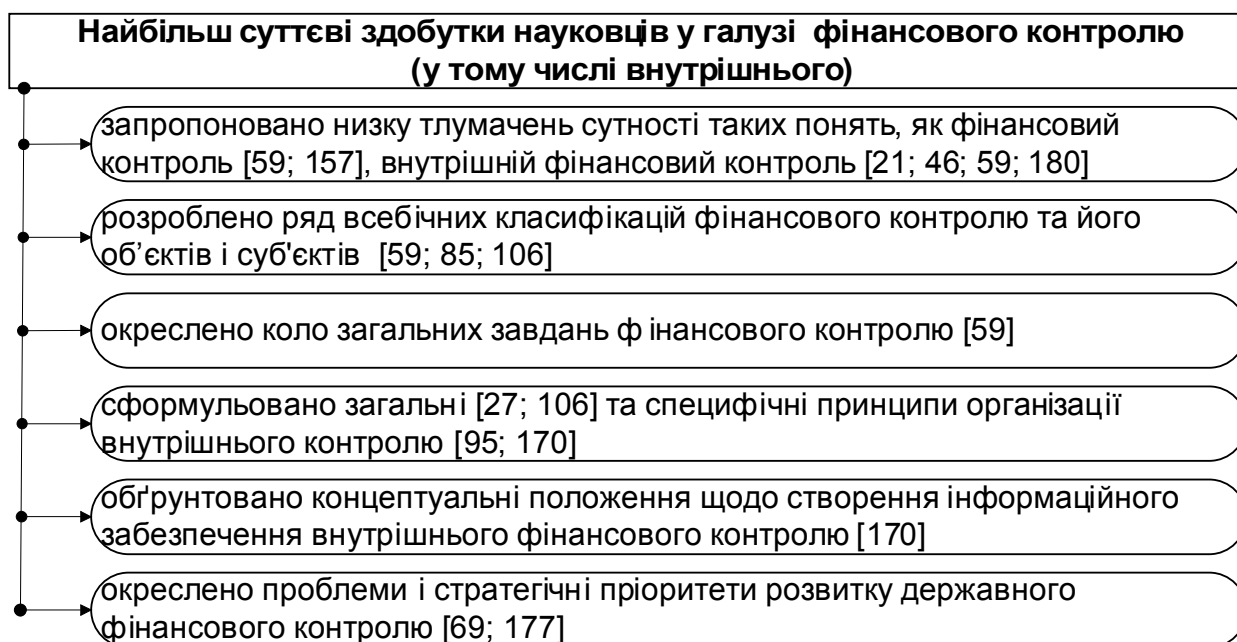 Найбільш суттєві здобутки науковців у галузі фінансового контролю
(у тому числі внутрішнього)
запропоновано низку тлумачень сутності таких понять, як фінансовий
контроль [59; 157], внутрішній фінансовий контроль [21; 46; 59; 180]
розроблено ряд всебічних класифікацій фінансового контролю та його
об’єктів і суб'єктів [59; 85; 106]
окреслено коло загальних завдань фінансового контролю [59]
сформульовано загальні [27; 106] та специфічні принципи організації
внутрішнього контролю [95; 170]
обґрунтовано концептуальні положення щодо створення інформаційного
забезпечення внутрішнього фінансового контролю [170]
окреслено проблеми і стратегічні пріоритети розвитку державного
фінансового контролю [69; 177]